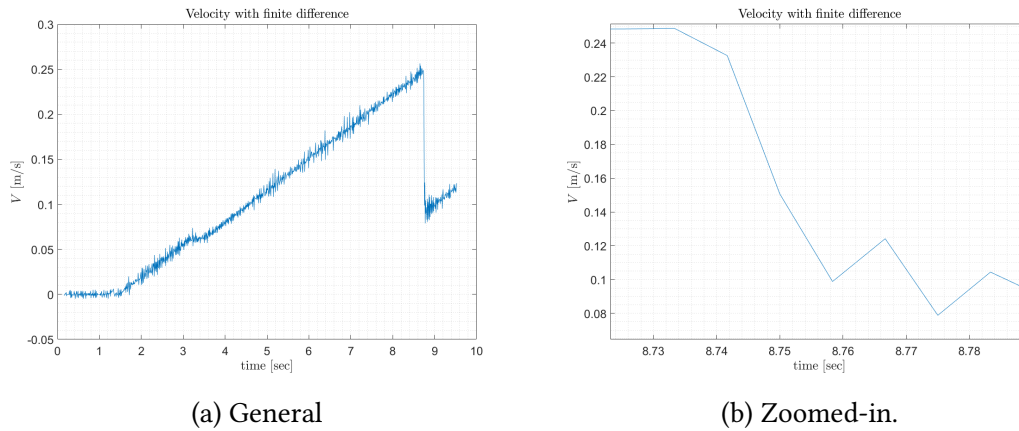 Velocity with finite difference
0.3
0.25
0.2
0.15
0.1
0.05
0
-0.05
V [m/s]
0 1 2 3 4 5 6 7 8 9 10
time [sec]
(a) General
Velocity with finite difference
0.24
0.22
0.2
0.18
0.16
0.14
0.12
0.1
0.08
V [m/s]
8.73 8.74 8.75 8.76 8.77 8.78
time [sec]
(b) Zoomed-in.